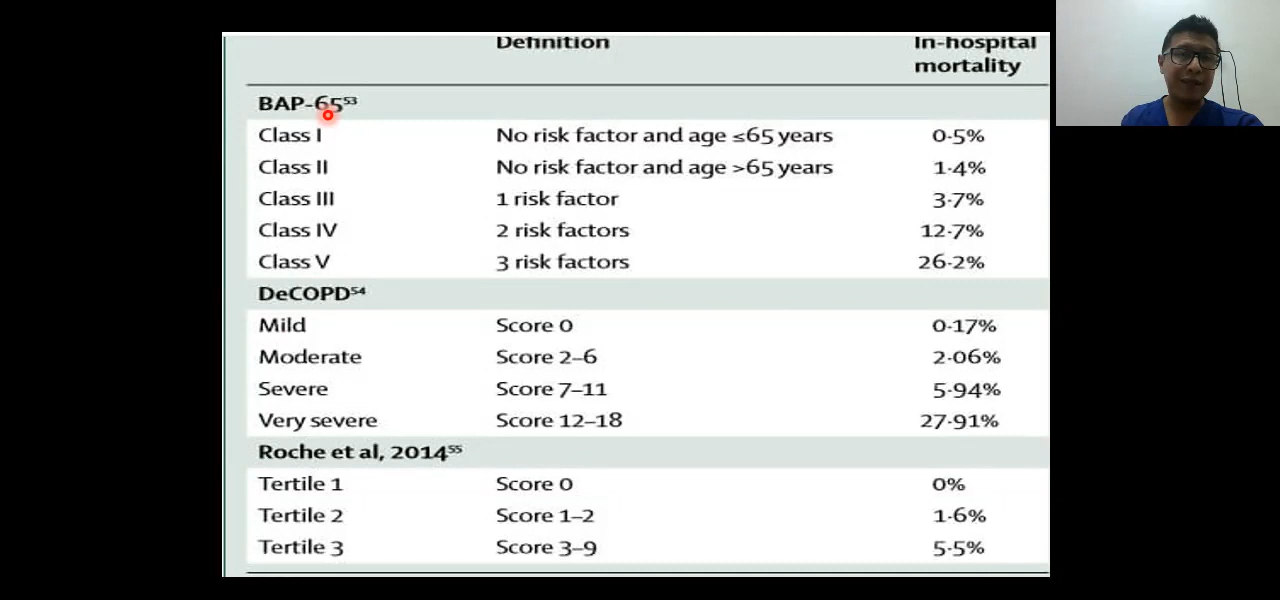 Definition In-hospital
mortality
BAP-65⁵³
Class I No risk factor and age ≤65 years 0·5%
Class II No risk factor and age >65 years 1·4%
Class III 1 risk factor 3·7%
Class IV 2 risk factors 12·7%
Class V 3 risk factors 26·2%
DeCOPD⁵⁴
Mild Score 0 0·17%
Moderate Score 2–6 2·06%
Severe Score 7–11 5·94%
Very severe Score 12–18 27·91%
Roche et al, 2014⁵⁵
Tertile 1 Score 0 0%
Tertile 2 Score 1–2 1·6%
Tertile 3 Score 3–9 5·5%